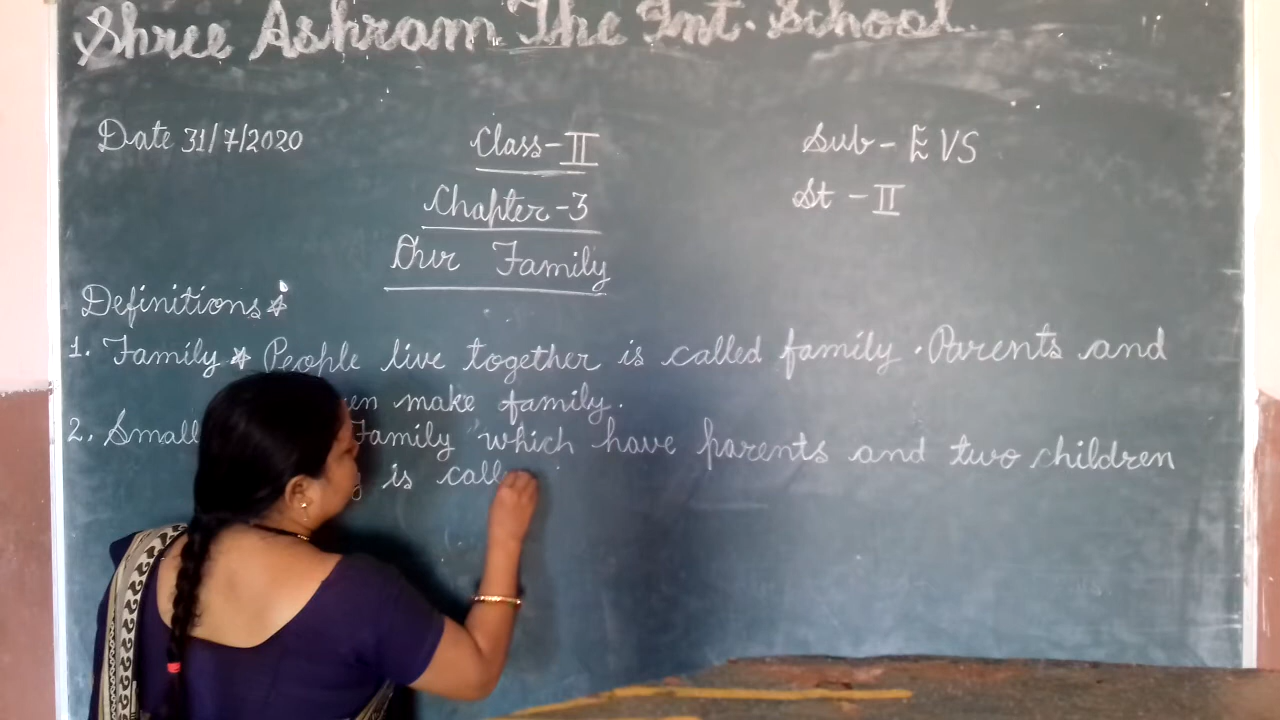 Shree Ashram The Int. School.
Date 31/7/2020 Class-II Sub - EVS
Chapter-3 St - II
Our Family
Definitions:
1. Family * People live together is called family. Parents and
make family.
2. Small Family "which have parents and two children
is call